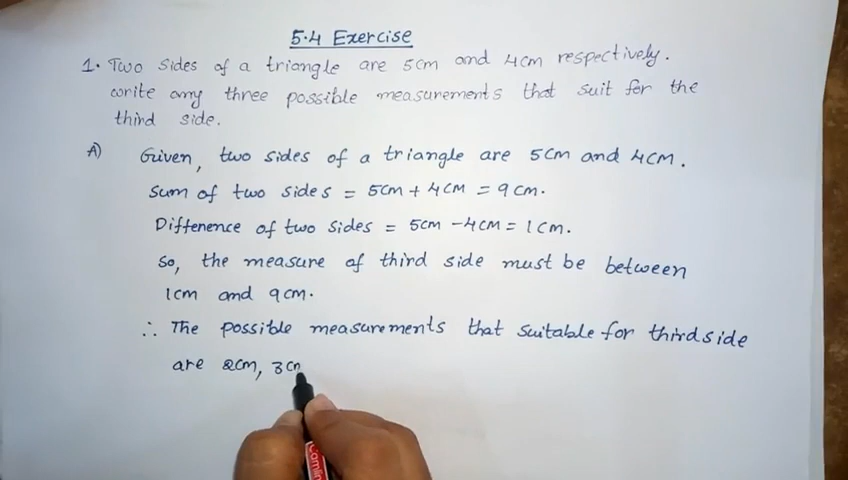 5.4 Exercise
1. Two sides of a triangle are 5cm and 4cm respectively.
write any three possible measurements that suit for the
third side.
A) Given, two sides of a triangle are 5cm and 4cm.
Sum of two sides = 5cm + 4cm = 9cm.
Difference of two sides = 5cm - 4cm = 1cm.
So, the measure of third side must be between
1cm and 9cm.
∴ The possible measurements that suitable for third side
are 2cm, 3cm
Camlin